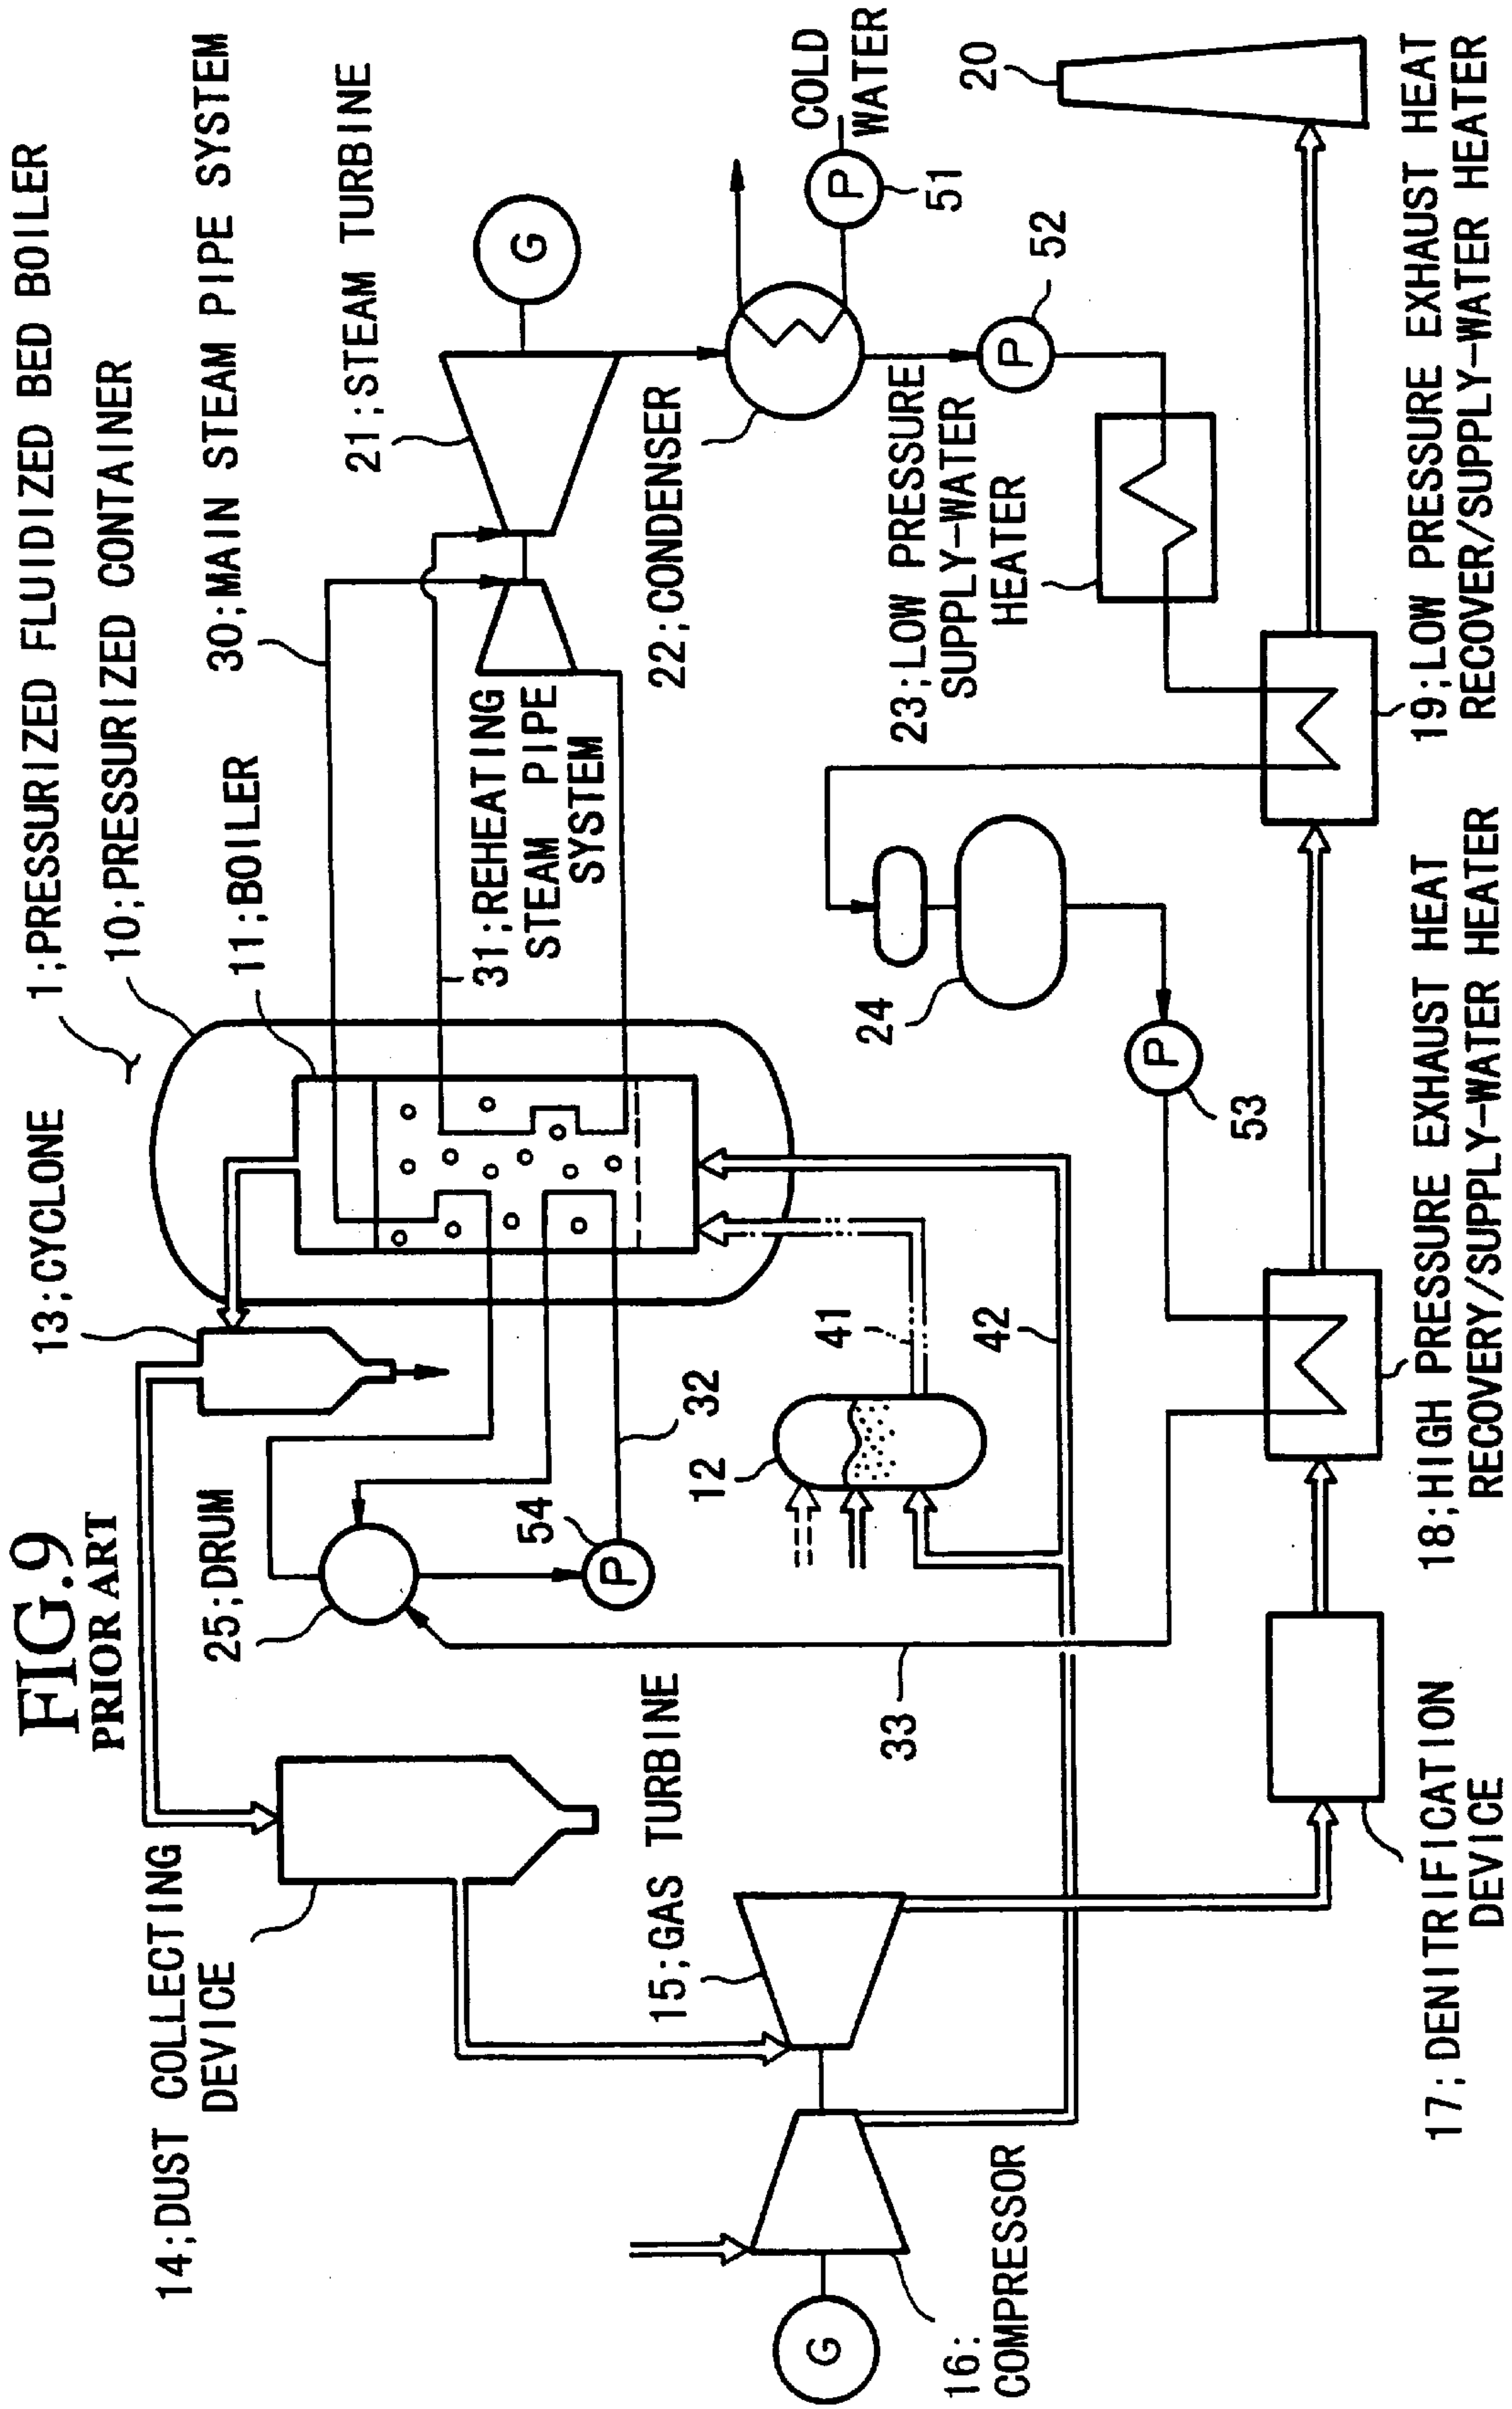 FIG.9
PRIOR ART
1;PRESSURIZED FLUIDIZED BED BOILER
10;PRESSURIZED CONTAINER
13;CYCLONE
11;BOILER
30;MAIN STEAM PIPE SYSTEM
14;DUST COLLECTING
DEVICE
25;DRUM
21;STEAM TURBINE
G
31;REHEATING
STEAM PIPE
SYSTEM
54
P
32
15;GAS TURBINE
22;CONDENSER
COLD
WATER
P
51
12
41
G
16:
COMPRESSOR
33
42
24
23;LOW PRESSURE
SUPPLY-WATER
HEATER
P
52
20
P
53
17;DENITRIFICATION
DEVICE
18;HIGH PRESSURE EXHAUST HEAT
RECOVERY/SUPPLY-WATER HEATER
19;LOW PRESSURE EXHAUST HEAT
RECOVER/SUPPLY-WATER HEATER